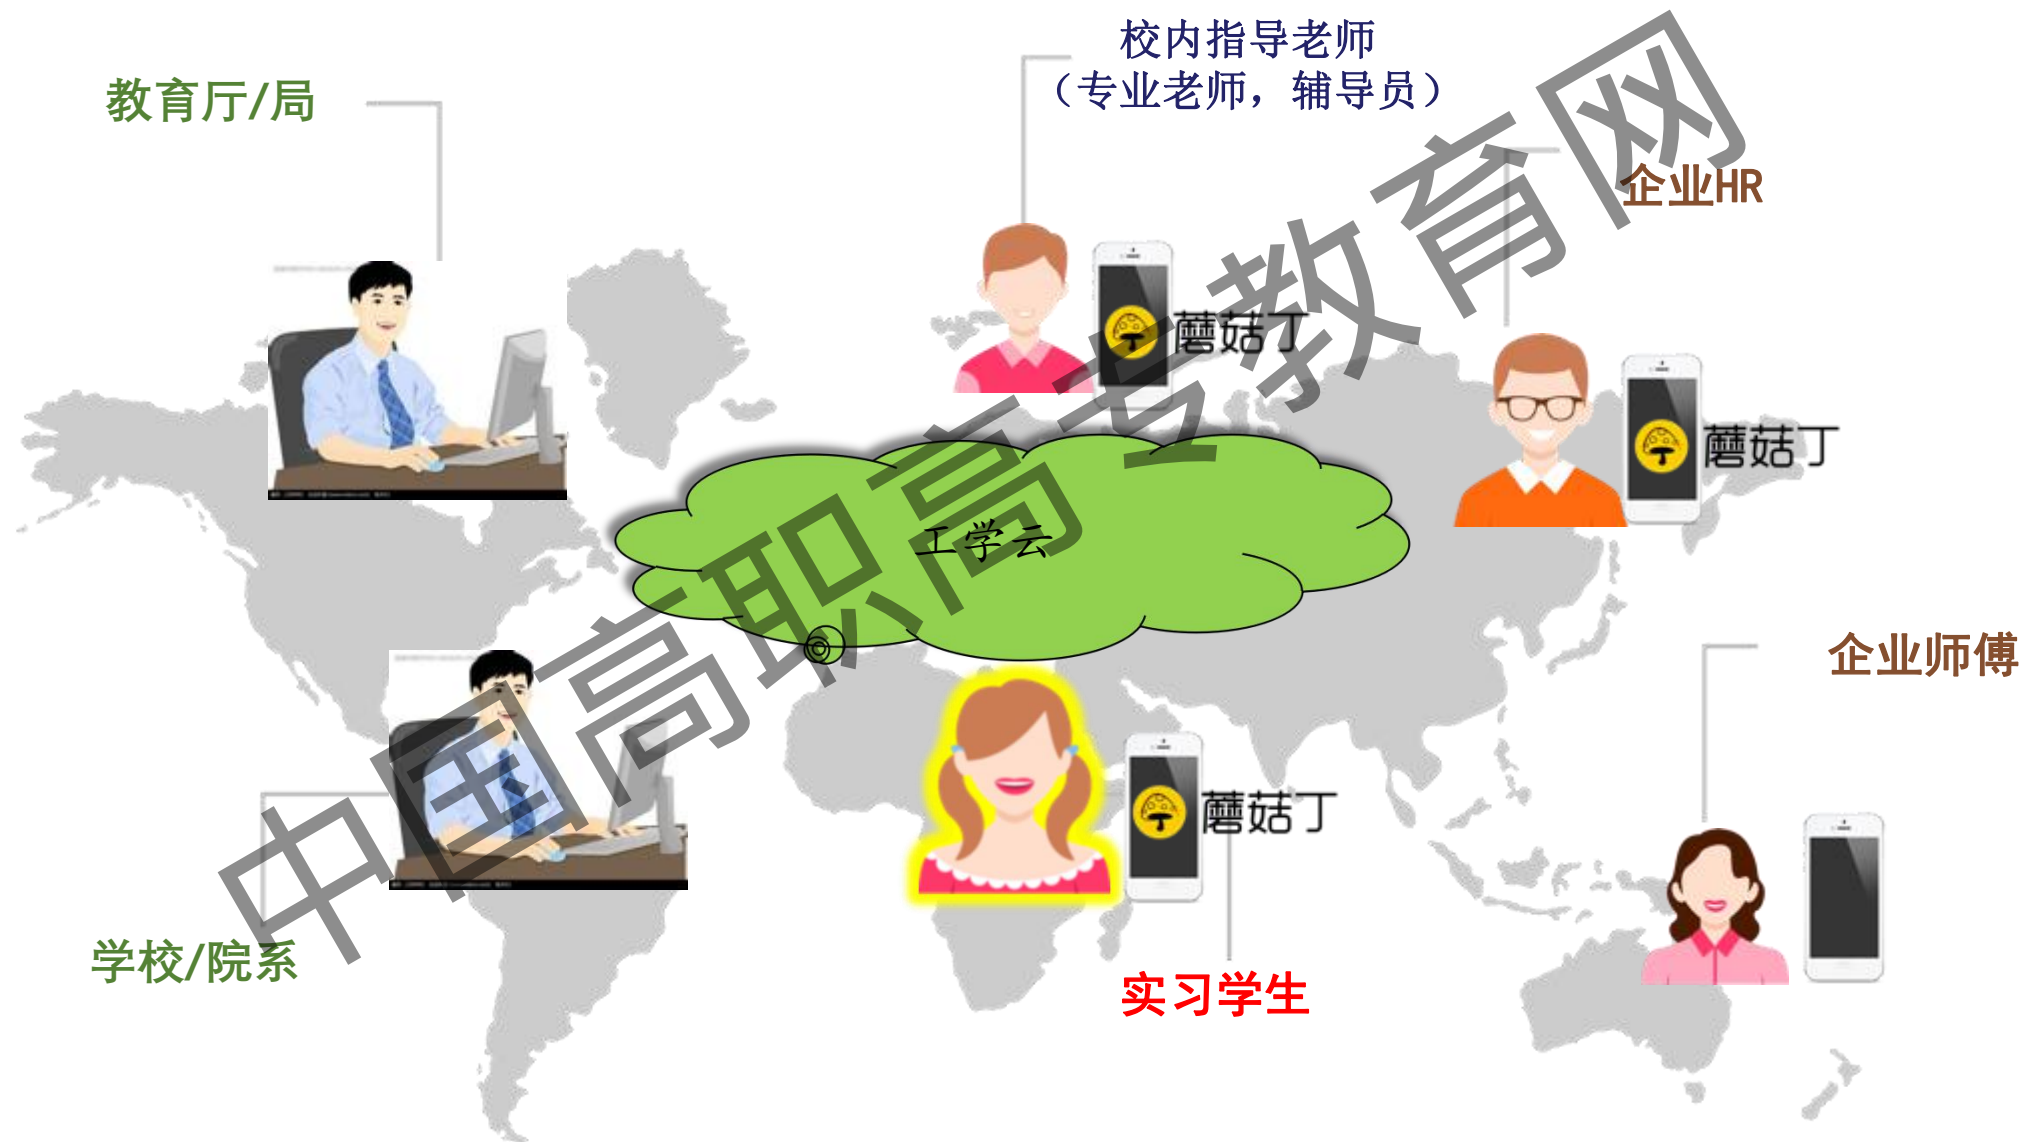 校内指导老师
（专业老师，辅导员）
教育厅/局
企业HR
蘑菇丁
蘑菇丁
工学云
企业师傅
蘑菇丁
学校/院系
实习学生
中国高职高专教育网